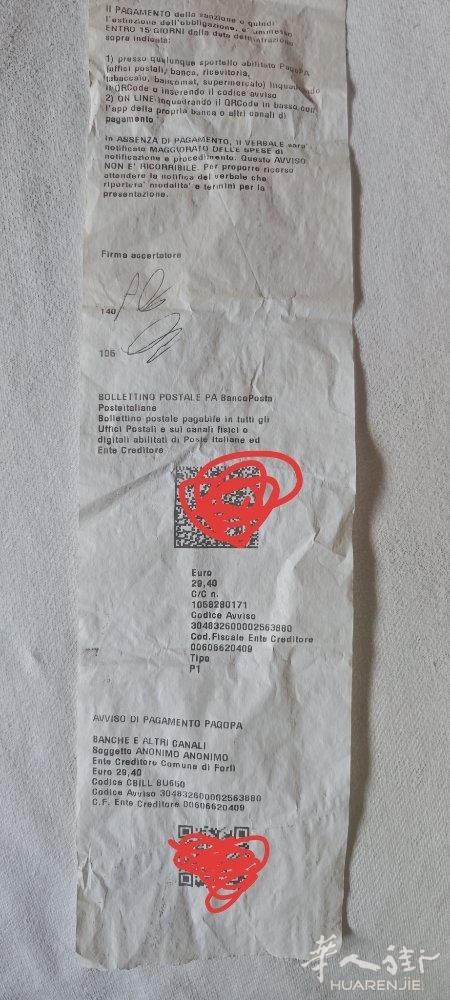 Il PAGAMENTO della sanzione e quindi
l'estinzione dell'obbligazione, e' ammesso
ENTRO 15 GIORNI della data dell'infrazione
sopra indicata:
1) presso qualunque sportello abilitato PagoPA
(uffici postali, banca, ricevitoria,
tabaccaio, bancomat, supermercato) inquadrando
il QRCode o inserendo il codice avviso
2) ON LINE inquadrando il QRCode in basso con
l'app della propria banca o altri canali di
pagamento
In ASSENZA DI PAGAMENTO, il VERBALE sara'
notificato MAGGIORATO DELLE SPESE di
notificazione e procedimento. Questo AVVISO
NON E' RICORRIBILE. Per proporre ricorso
attendere la notifica del verbale che
riportera' modalita' e termini per la
presentazione.
Firma accertatore
140
106
BOLLETTINO POSTALE PA BancoPosta
Posteitaliane
Bollettino postale pagabile in tutti gli
Uffici Postali e sui canali fisici o
digitali abilitati di Poste Italiane ed
Ente Creditore
Euro
29,40
C/C n.
1058280171
Codice Avviso
304832600002563880
Cod.Fiscale Ente Creditore
00606620409
Tipo
P1
AVVISO DI PAGAMENTO PAGOPA
BANCHE E ALTRI CANALI
Soggetto ANONIMO ANONIMO
Ente Creditore Comune di Forlì
Euro 29,40
Codice CBILL BU650
Codice Avviso 304832600002563880
C.F. Ente Creditore 00606620409
华人街
HUARENJIE